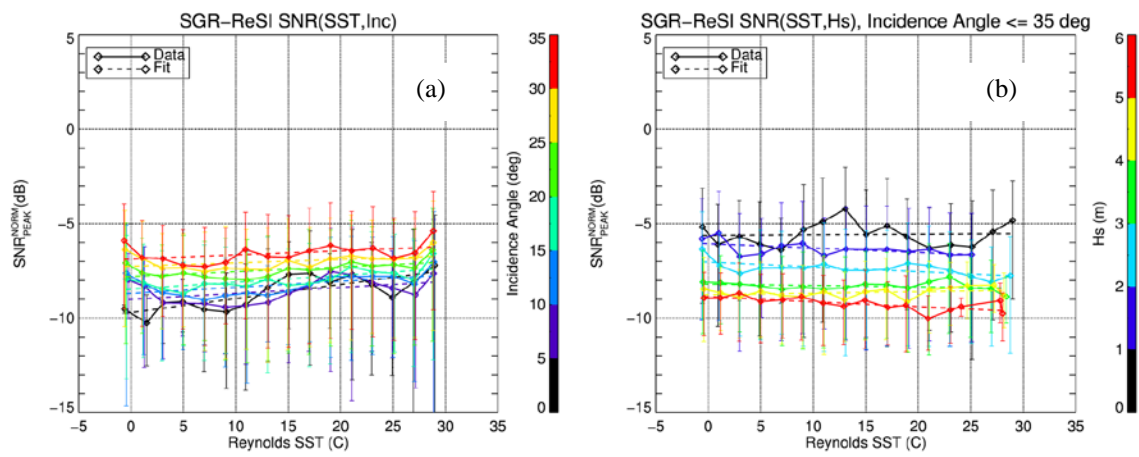 SGR-ReSI SNR(SST,Inc)
5
0
-5
-10
-15
SNR NORM PEAK (dB)
Data
Fit
(a)
-5 0 5 10 15 20 25 30 35
Reynolds SST (C)
35
30
25
20
15
10
5
0
Incidence Angle (deg)
SGR-ReSI SNR(SST,Hs), Incidence Angle <= 35 deg
5
0
-5
-10
-15
SNR NORM PEAK (dB)
Data
Fit
(b)
-5 0 5 10 15 20 25 30 35
Reynolds SST (C)
6
5
4
3
2
1
0
Hs (m)